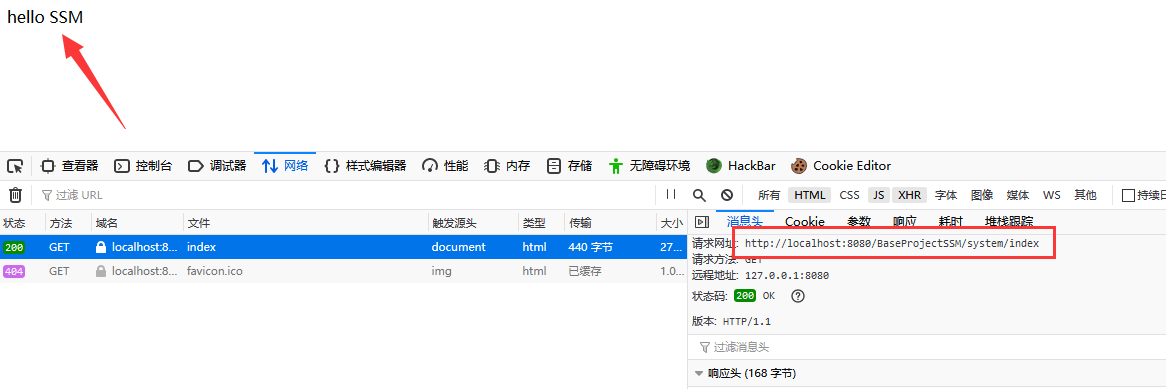 hello SSM
查看器 控制台 调试器 网络 样式编辑器 性能 内存 存储 无障碍环境 HackBar Cookie Editor
过滤 URL 所有 HTML CSS JS XHR 字体 图像 媒体 WS 其他 持续日
状态 方法 域名 文件 触发源头 类型 传输 大小
200 GET localhost:8... index document html 440 字节 27...
404 GET localhost:8... favicon.ico img html 已缓存 1.0...
消息头 Cookie 参数 响应 耗时 堆栈跟踪
请求网址: http://localhost:8080/BaseProjectSSM/system/index
请求方法: GET
远程地址: 127.0.0.1:8080
状态码: 200 OK
版本: HTTP/1.1
过滤消息头
响应头 (168 字节)